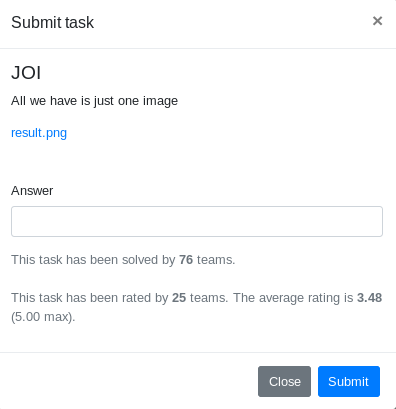 Submit task ×
JOI
All we have is just one image
result.png
Answer
This task has been solved by 76 teams.
This task has been rated by 25 teams. The average rating is 3.48
(5.00 max).
Close Submit